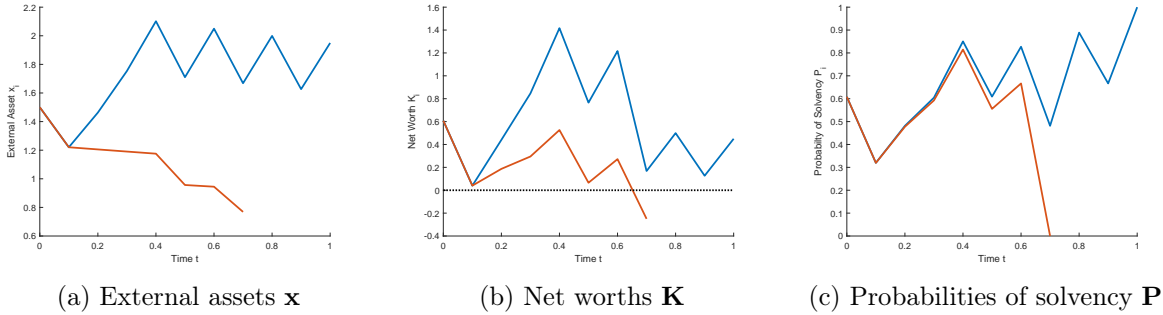 2.2
2
1.8
1.6
1.4
1.2
1
0.8
0.6
External Asset x_i
0 0.2 0.4 0.6 0.8 1
Time t
(a) External assets x
1.6
1.4
1.2
1
0.8
0.6
0.4
0.2
0
-0.2
-0.4
Net Worth K_i
0 0.2 0.4 0.6 0.8 1
Time t
(b) Net worths K
1
0.9
0.8
0.7
0.6
0.5
0.4
0.3
0.2
0.1
0
Probabilty of Solvency P_i
0 0.2 0.4 0.6 0.8 1
Time t
(c) Probabilities of solvency P